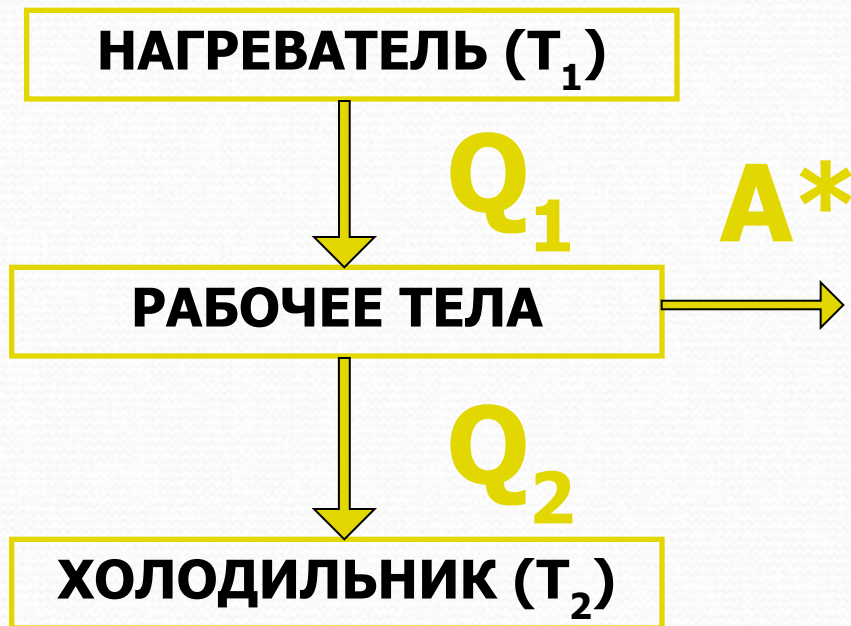 НАГРЕВАТЕЛЬ (T₁)
Q₁
A*
РАБОЧЕЕ ТЕЛА
Q₂
ХОЛОДИЛЬНИК (T₂)